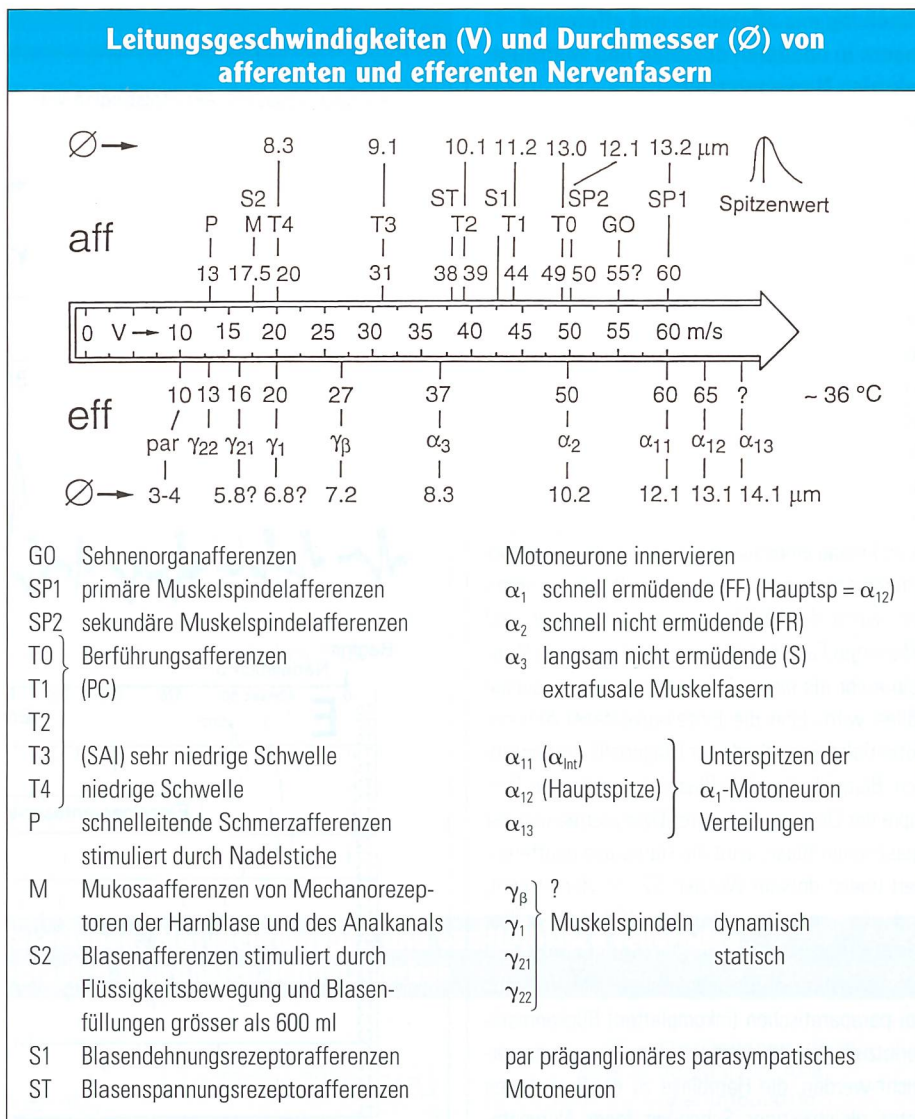 Leitungsgeschwindigkeiten (V) und Durchmesser (Ø) von
afferenten und efferenten Nervenfasern
Ø → 8.3 9.1 10.1 11.2 13.0 12.1 13.2 µm
S2 ST S1 SP2 SP1 Spitzenwert
aff P M T4 T3 T2 T1 T0 GO
13 17.5 20 31 38 39 44 49 50 55? 60
0 V → 10 15 20 25 30 35 40 45 50 55 60 m/s
10 13 16 20 27 37 50 60 65 ? ~ 36 °C
eff
par γ22 γ21 γ1 γβ α3 α2 α11 α12 α13
Ø → 3-4 5.8? 6.8? 7.2 8.3 10.2 12.1 13.1 14.1 µm
GO Sehnenorganafferenzen
SP1 primäre Muskelspindelafferenzen
SP2 sekundäre Muskelspindelafferenzen
T0 Berführungsafferenzen
T1 (PC)
T2
T3 (SAI) sehr niedrige Schwelle
T4 niedrige Schwelle
P schnelleitende Schmerzafferenzen
stimuliert durch Nadelstiche
M Mukosaafferenzen von Mechanorezep-
toren der Harnblase und des Analkanals
S2 Blasenafferenzen stimuliert durch
Flüssigkeitsbewegung und Blasen-
füllungen grösser als 600 ml
S1 Blasendehnungsrezeptorafferenzen
ST Blasenspannungsrezeptorafferenzen
Motoneurone innervieren
α1 schnell ermüdende (FF) (Hauptsp = α12)
α2 schnell nicht ermüdende (FR)
α3 langsam nicht ermüdende (S)
extrafusale Muskelfasern
α11 (αInt) Unterspitzen der
α12 (Hauptspitze) α1-Motoneuron
α13 Verteilungen
γβ ?
γ1 Muskelspindeln dynamisch
γ21 statisch
γ22
par präganglionäres parasympatisches
Motoneuron